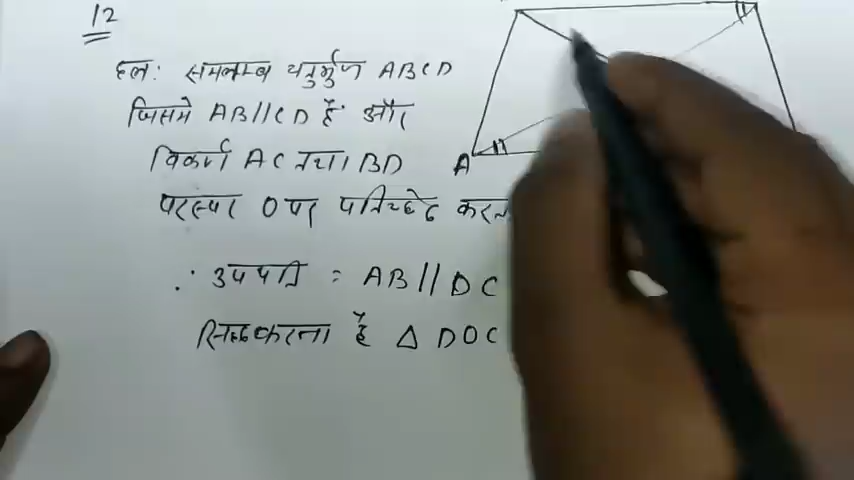 12
हल: समलम्ब चतुर्भुज ABCD
जिसमे AB//CD हैं और
विकर्ण AC तथा BD
परस्पर O पर प्रतिच्छेद करत
∴ उपपत्ति = AB//DC
सिद्ध करना है Δ DOC
A